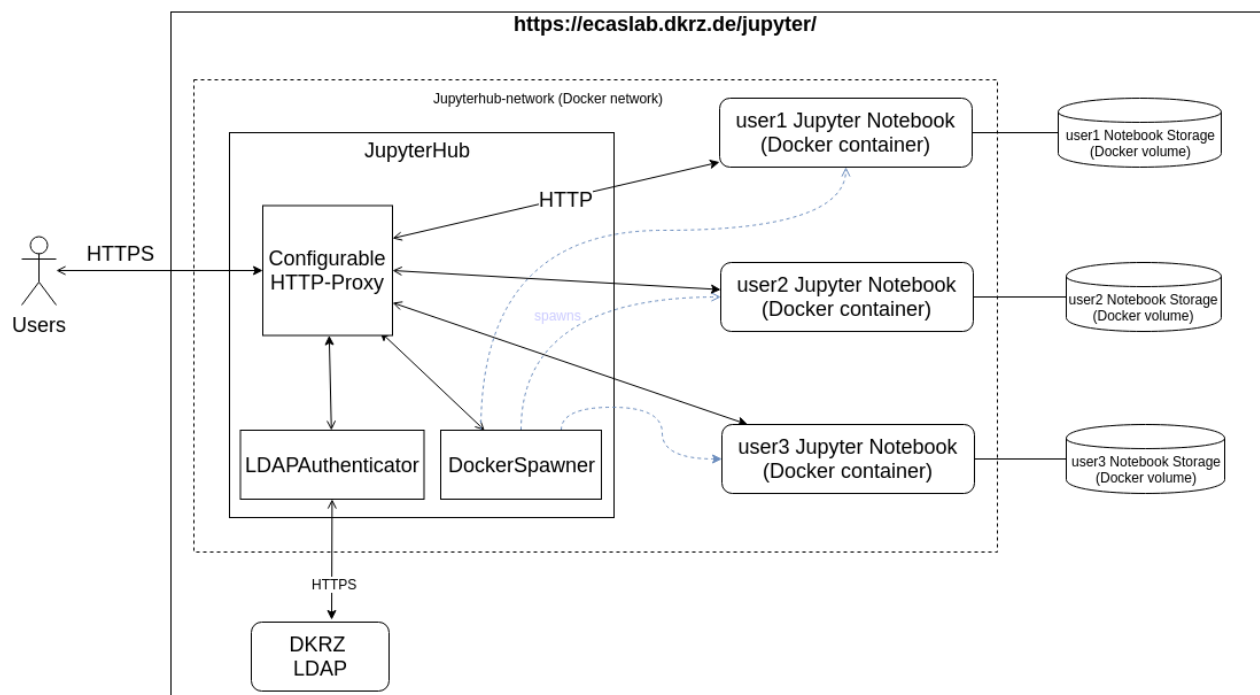 https://ecaslab.dkrz.de/jupyter/
Jupyterhub-network (Docker network)
JupyterHub
user1 Jupyter Notebook
(Docker container)
user1 Notebook Storage
(Docker volume)
HTTP
HTTPS
Configurable
HTTP-Proxy
Users
user2 Jupyter Notebook
(Docker container)
user2 Notebook Storage
(Docker volume)
spawns
LDAPAuthenticator
DockerSpawner
user3 Jupyter Notebook
(Docker container)
user3 Notebook Storage
(Docker volume)
HTTPS
DKRZ
LDAP